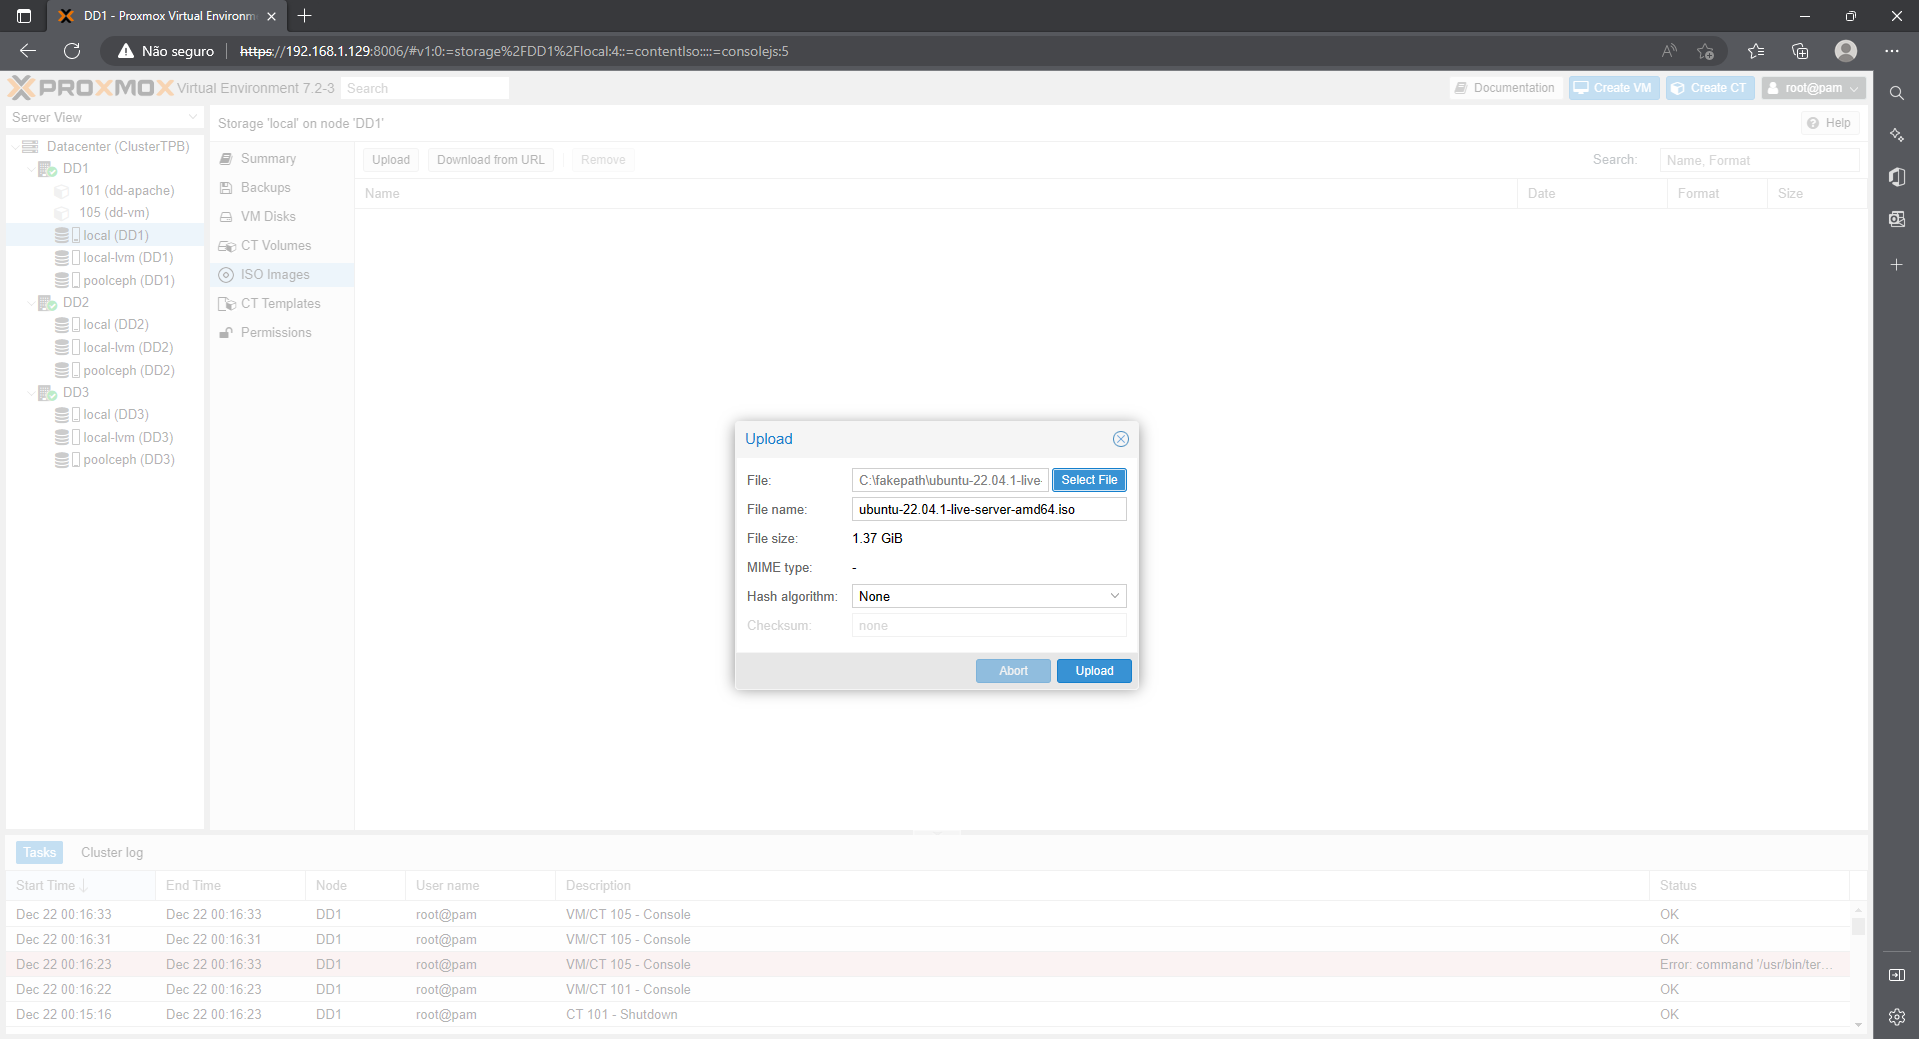 DD1 - Proxmox Virtual Environm
Não seguro https://192.168.1.129:8006/#v1:0:=storage%2FDD1%2Flocal:4::=contentIso::::=consolejs:5
PROXMOX Virtual Environment 7.2-3 Search Documentation Create VM Create CT root@pam
Server View
Storage 'local' on node 'DD1' Help
Datacenter (ClusterTPB)
DD1
101 (dd-apache)
105 (dd-vm)
local (DD1)
local-lvm (DD1)
poolceph (DD1)
DD2
local (DD2)
local-lvm (DD2)
poolceph (DD2)
DD3
local (DD3)
local-lvm (DD3)
poolceph (DD3)
Summary
Backups
VM Disks
CT Volumes
ISO Images
CT Templates
Permissions
Upload Download from URL Remove Search: Name, Format
Name Date Format Size
Upload
File: C:\fakepath\ubuntu-22.04.1-live- Select File
File name: ubuntu-22.04.1-live-server-amd64.iso
File size: 1.37 GiB
MIME type: -
Hash algorithm: None
Checksum: none
Abort Upload
Tasks Cluster log
Start Time End Time Node User name Description Status
Dec 22 00:16:33 Dec 22 00:16:33 DD1 root@pam VM/CT 105 - Console OK
Dec 22 00:16:31 Dec 22 00:16:31 DD1 root@pam VM/CT 105 - Console OK
Dec 22 00:16:23 Dec 22 00:16:33 DD1 root@pam VM/CT 105 - Console Error: command '/usr/bin/ter...
Dec 22 00:16:22 Dec 22 00:16:23 DD1 root@pam VM/CT 101 - Console OK
Dec 22 00:15:16 Dec 22 00:16:23 DD1 root@pam CT 101 - Shutdown OK